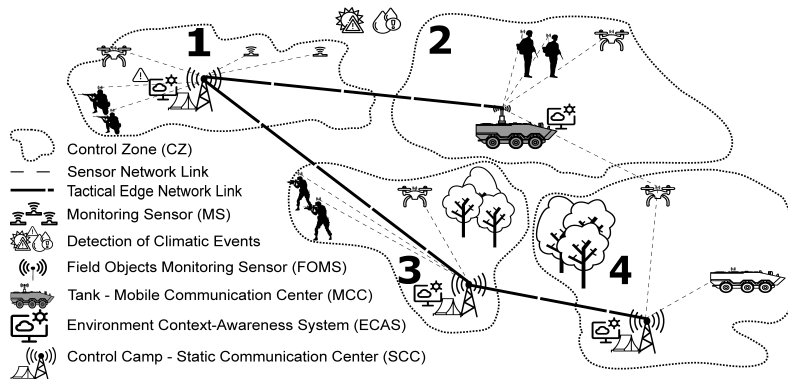 1
2
3
4
Control Zone (CZ)
Sensor Network Link
Tactical Edge Network Link
Monitoring Sensor (MS)
Detection of Climatic Events
Field Objects Monitoring Sensor (FOMS)
Tank - Mobile Communication Center (MCC)
Environment Context-Awareness System (ECAS)
Control Camp - Static Communication Center (SCC)